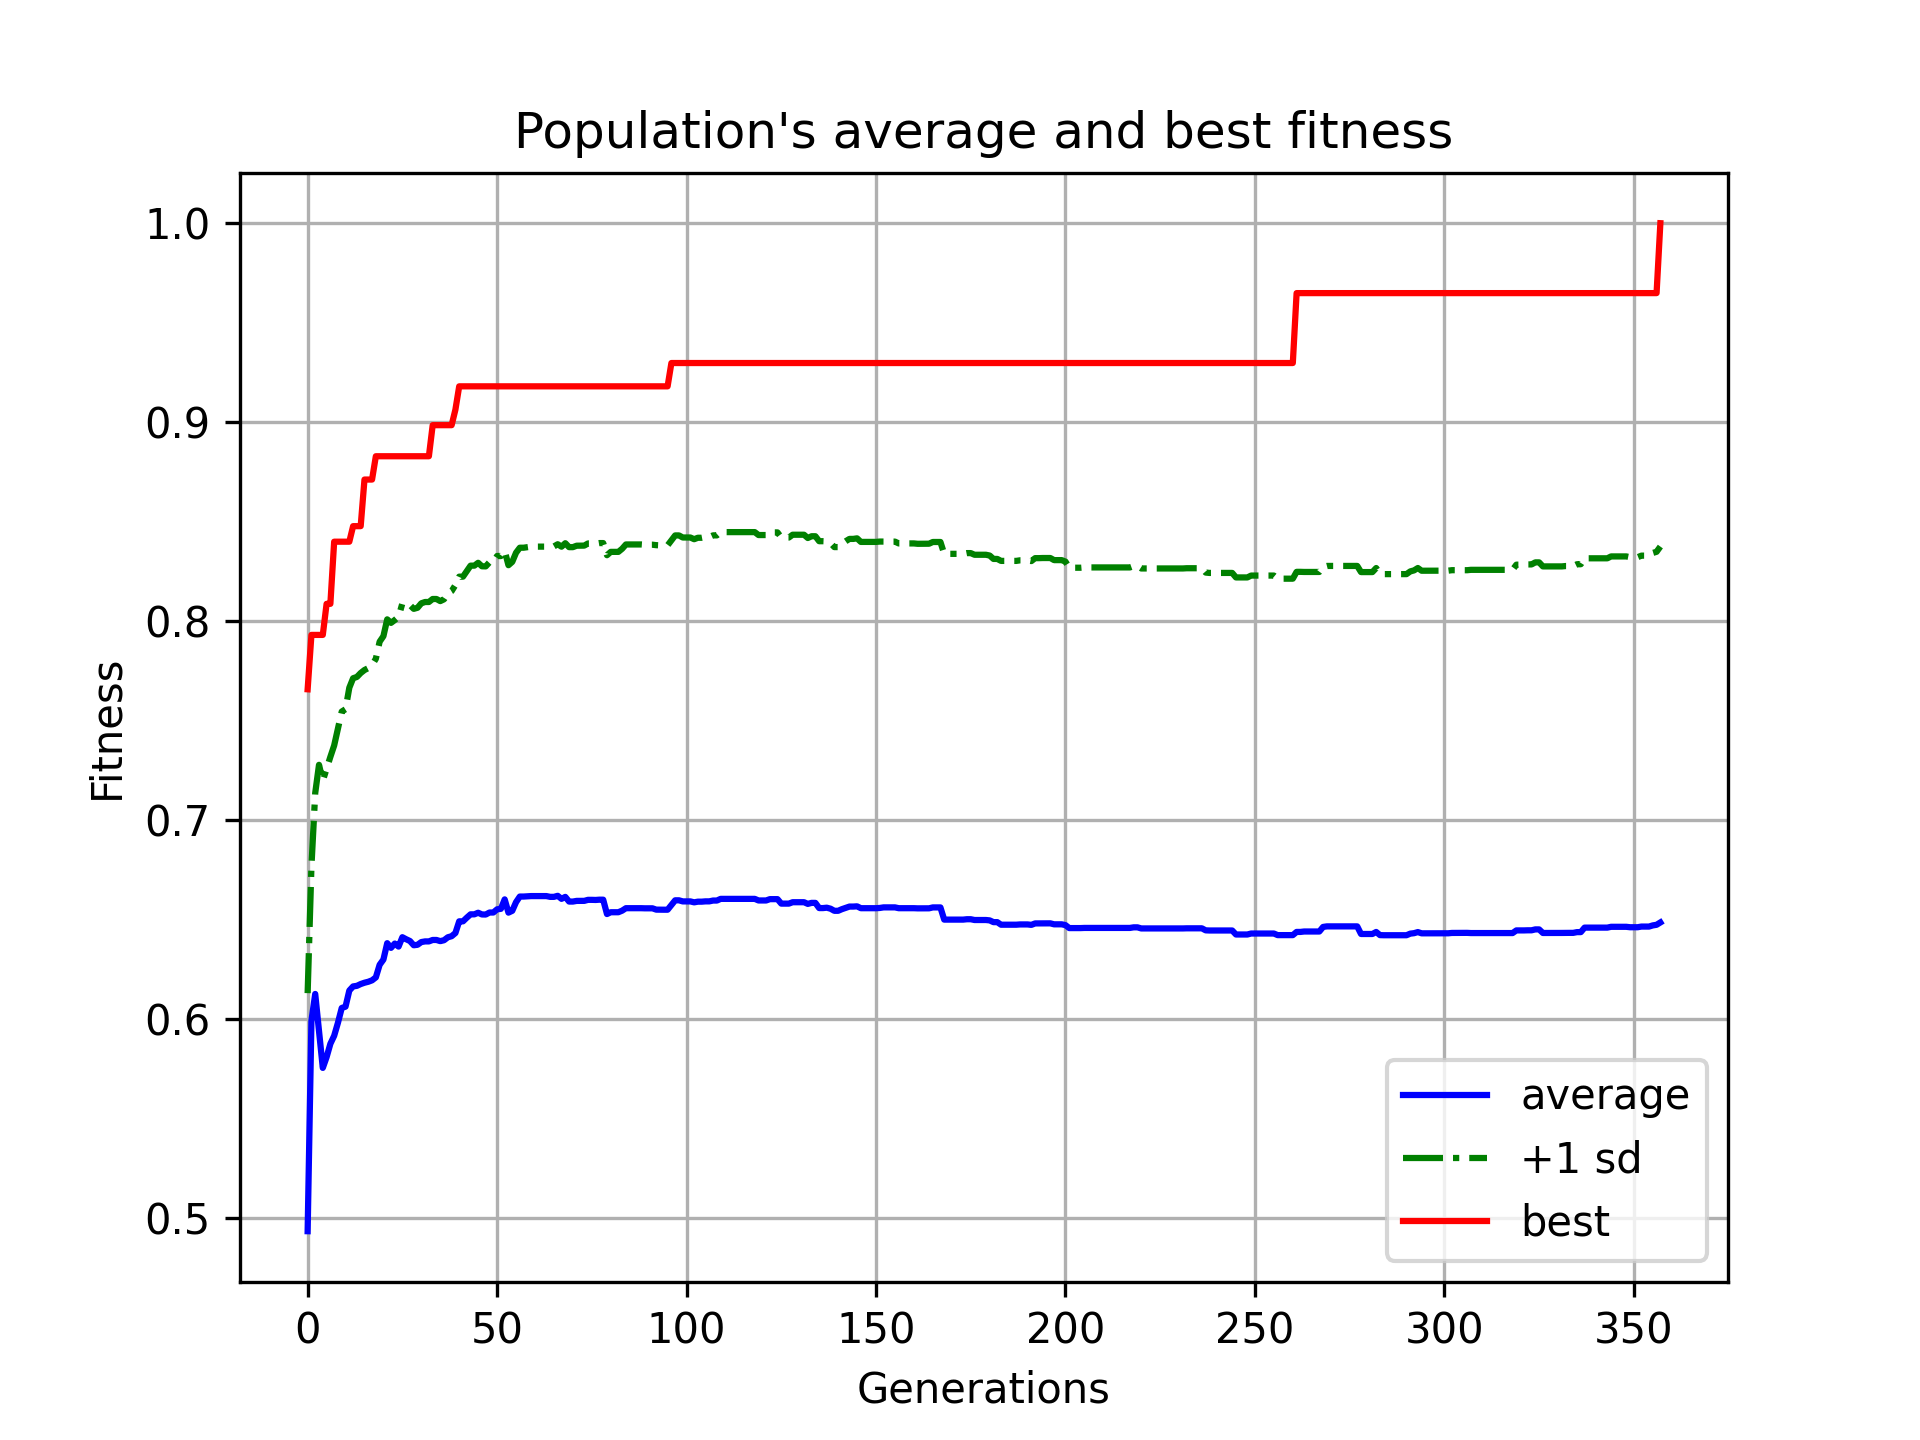 Population's average and best fitness
1.0
0.9
0.8
0.7
0.6
0.5
Fitness
average
+1 sd
best
0 50 100 150 200 250 300 350
Generations